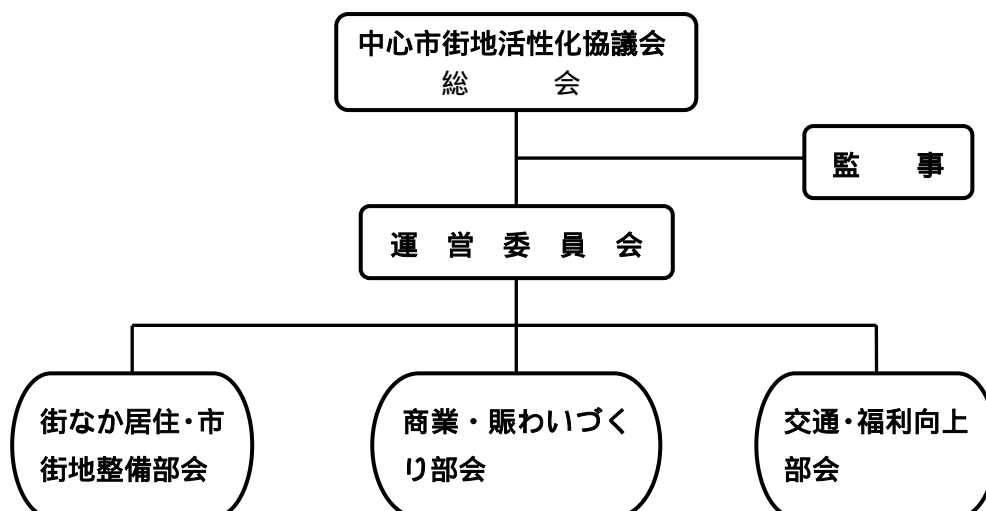 中心市街地活性化協議会
総　会
監　事
運　営　委　員　会
街なか居住・市
街地整備部会
商業・賑わいづく
り部会
交通・福利向上
部会